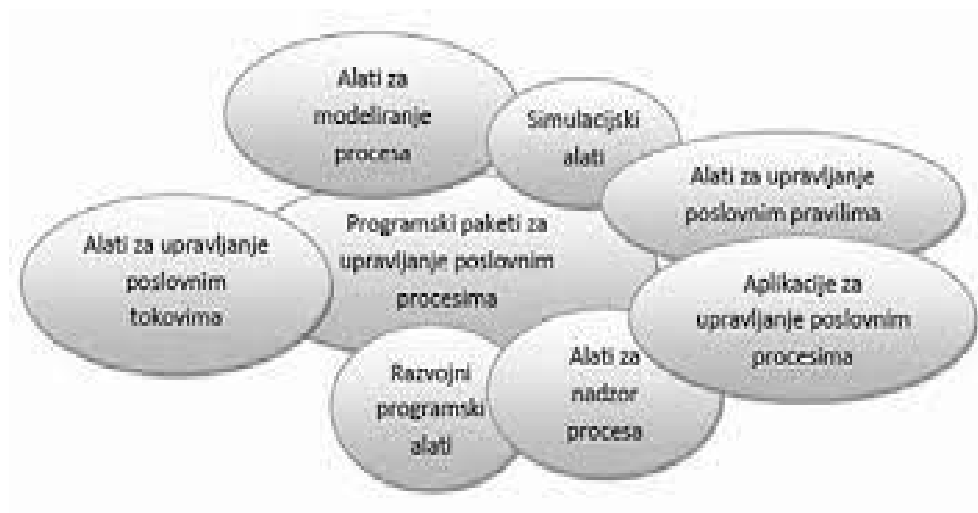 Alati za
modeliranje
procesa
Simulacijski
alati
Alati za upravljanje
poslovnim pravilima
Alati za upravljanje
poslovnim
tokovima
Programski paketi za
upravljanje poslovnim
procesima
Aplikacije za
upravljanje poslovnim
procesima
Razvojni
programski
alati
Alati za
nadzor
procesa